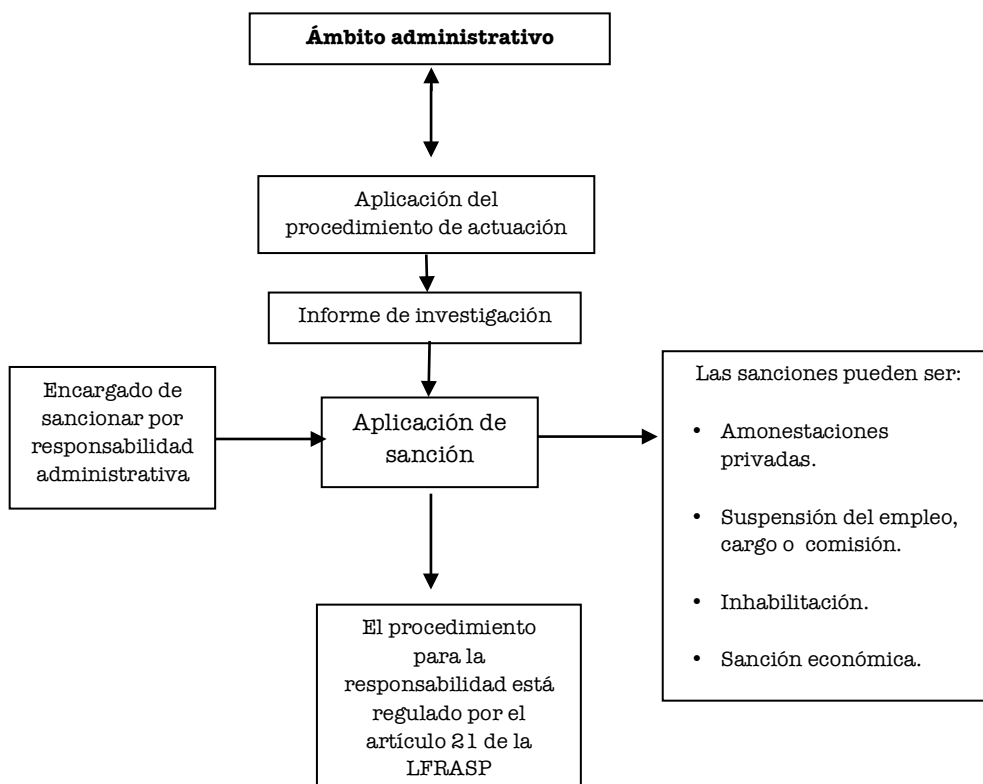 Ámbito administrativo
Aplicación del
procedimiento de actuación
Informe de investigación
Encargado de
sancionar por
responsabilidad
administrativa
Aplicación de
sanción
Las sanciones pueden ser:
• Amonestaciones
privadas.
• Suspensión del empleo,
cargo o comisión.
• Inhabilitación.
• Sanción económica.
El procedimiento
para la
responsabilidad está
regulado por el
artículo 21 de la
LFRASP